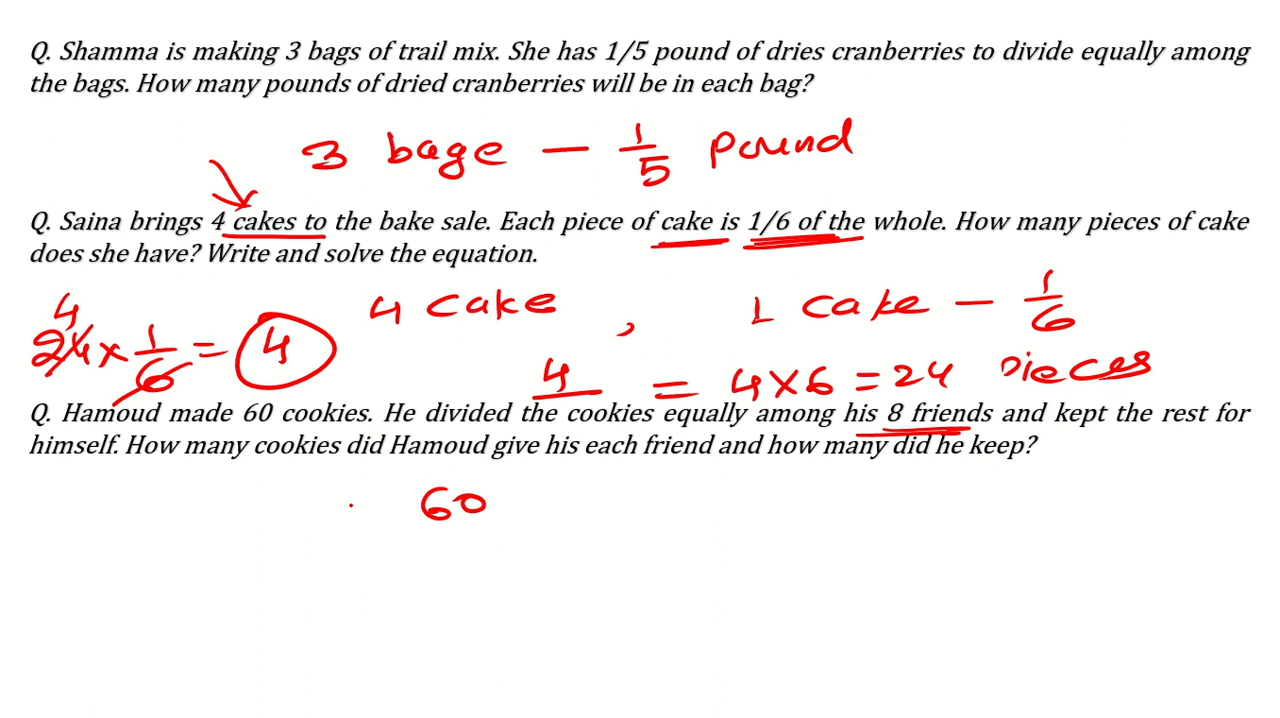 Q. Shamma is making 3 bags of trail mix. She has 1/5 pound of dries cranberries to divide equally among
the bags. How many pounds of dried cranberries will be in each bag?
3 bage — 1/5 pound
Q. Saina brings 4 cakes to the bake sale. Each piece of cake is 1/6 of the whole. How many pieces of cake
does she have? Write and solve the equation.
4 cake , 1 cake — 1/6
4
24 x 1/6 = 4
4 = 4 x 6 = 24 pieces
Q. Hamoud made 60 cookies. He divided the cookies equally among his 8 friends and kept the rest for
himself. How many cookies did Hamoud give his each friend and how many did he keep?
60